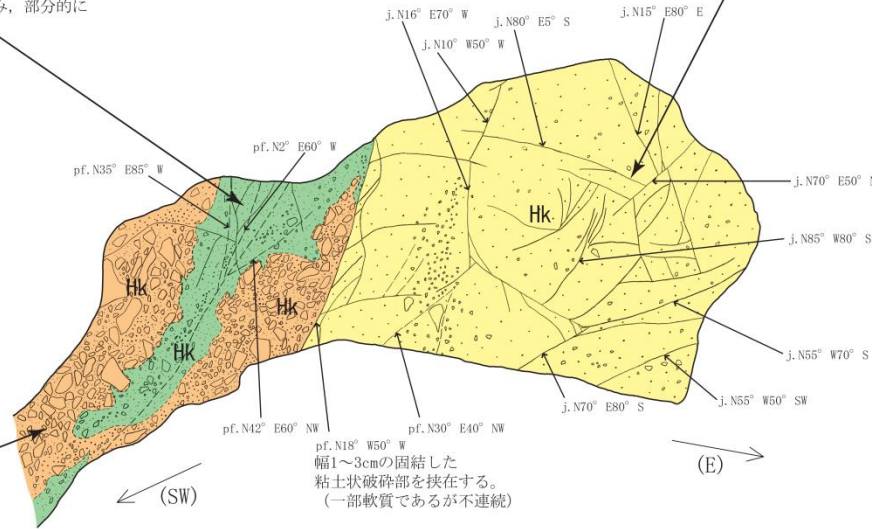 み，部分的に
j.N16° E70° W
j.N10° W50° W
j.N80° E5° S
j.N15° E80° E
pf.N2° E60° W
pf.N35° E85° W
j.N70° E50°
Hk
Hk
Hk
Hk
j.N85° W80° S
j.N55° W70° S
j.N55° W50° SW
j.N70° E80° S
pf.N42° E60° NW
pf.N30° E40° NW
pf.N18° W50° W
幅1～3cmの固結した
粘土状破砕部を挟在する。
（一部軟質であるが不連続）
(SW)
(E)